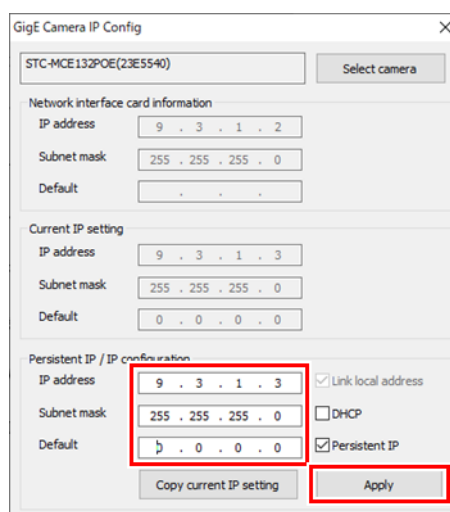 GigE Camera IP Config
STC-MCE132POE(23E5540)
Select camera
Network interface card information
IP address 9 . 3 . 1 . 2
Subnet mask 255 . 255 . 255 . 0
Default . . .
Current IP setting
IP address 9 . 3 . 1 . 3
Subnet mask 255 . 255 . 255 . 0
Default 0 . 0 . 0 . 0
Persistent IP / IP configuration
IP address 9 . 3 . 1 . 3 Link local address
Subnet mask 255 . 255 . 255 . 0 DHCP
Default 0 . 0 . 0 . 0 Persistent IP
Copy current IP setting Apply